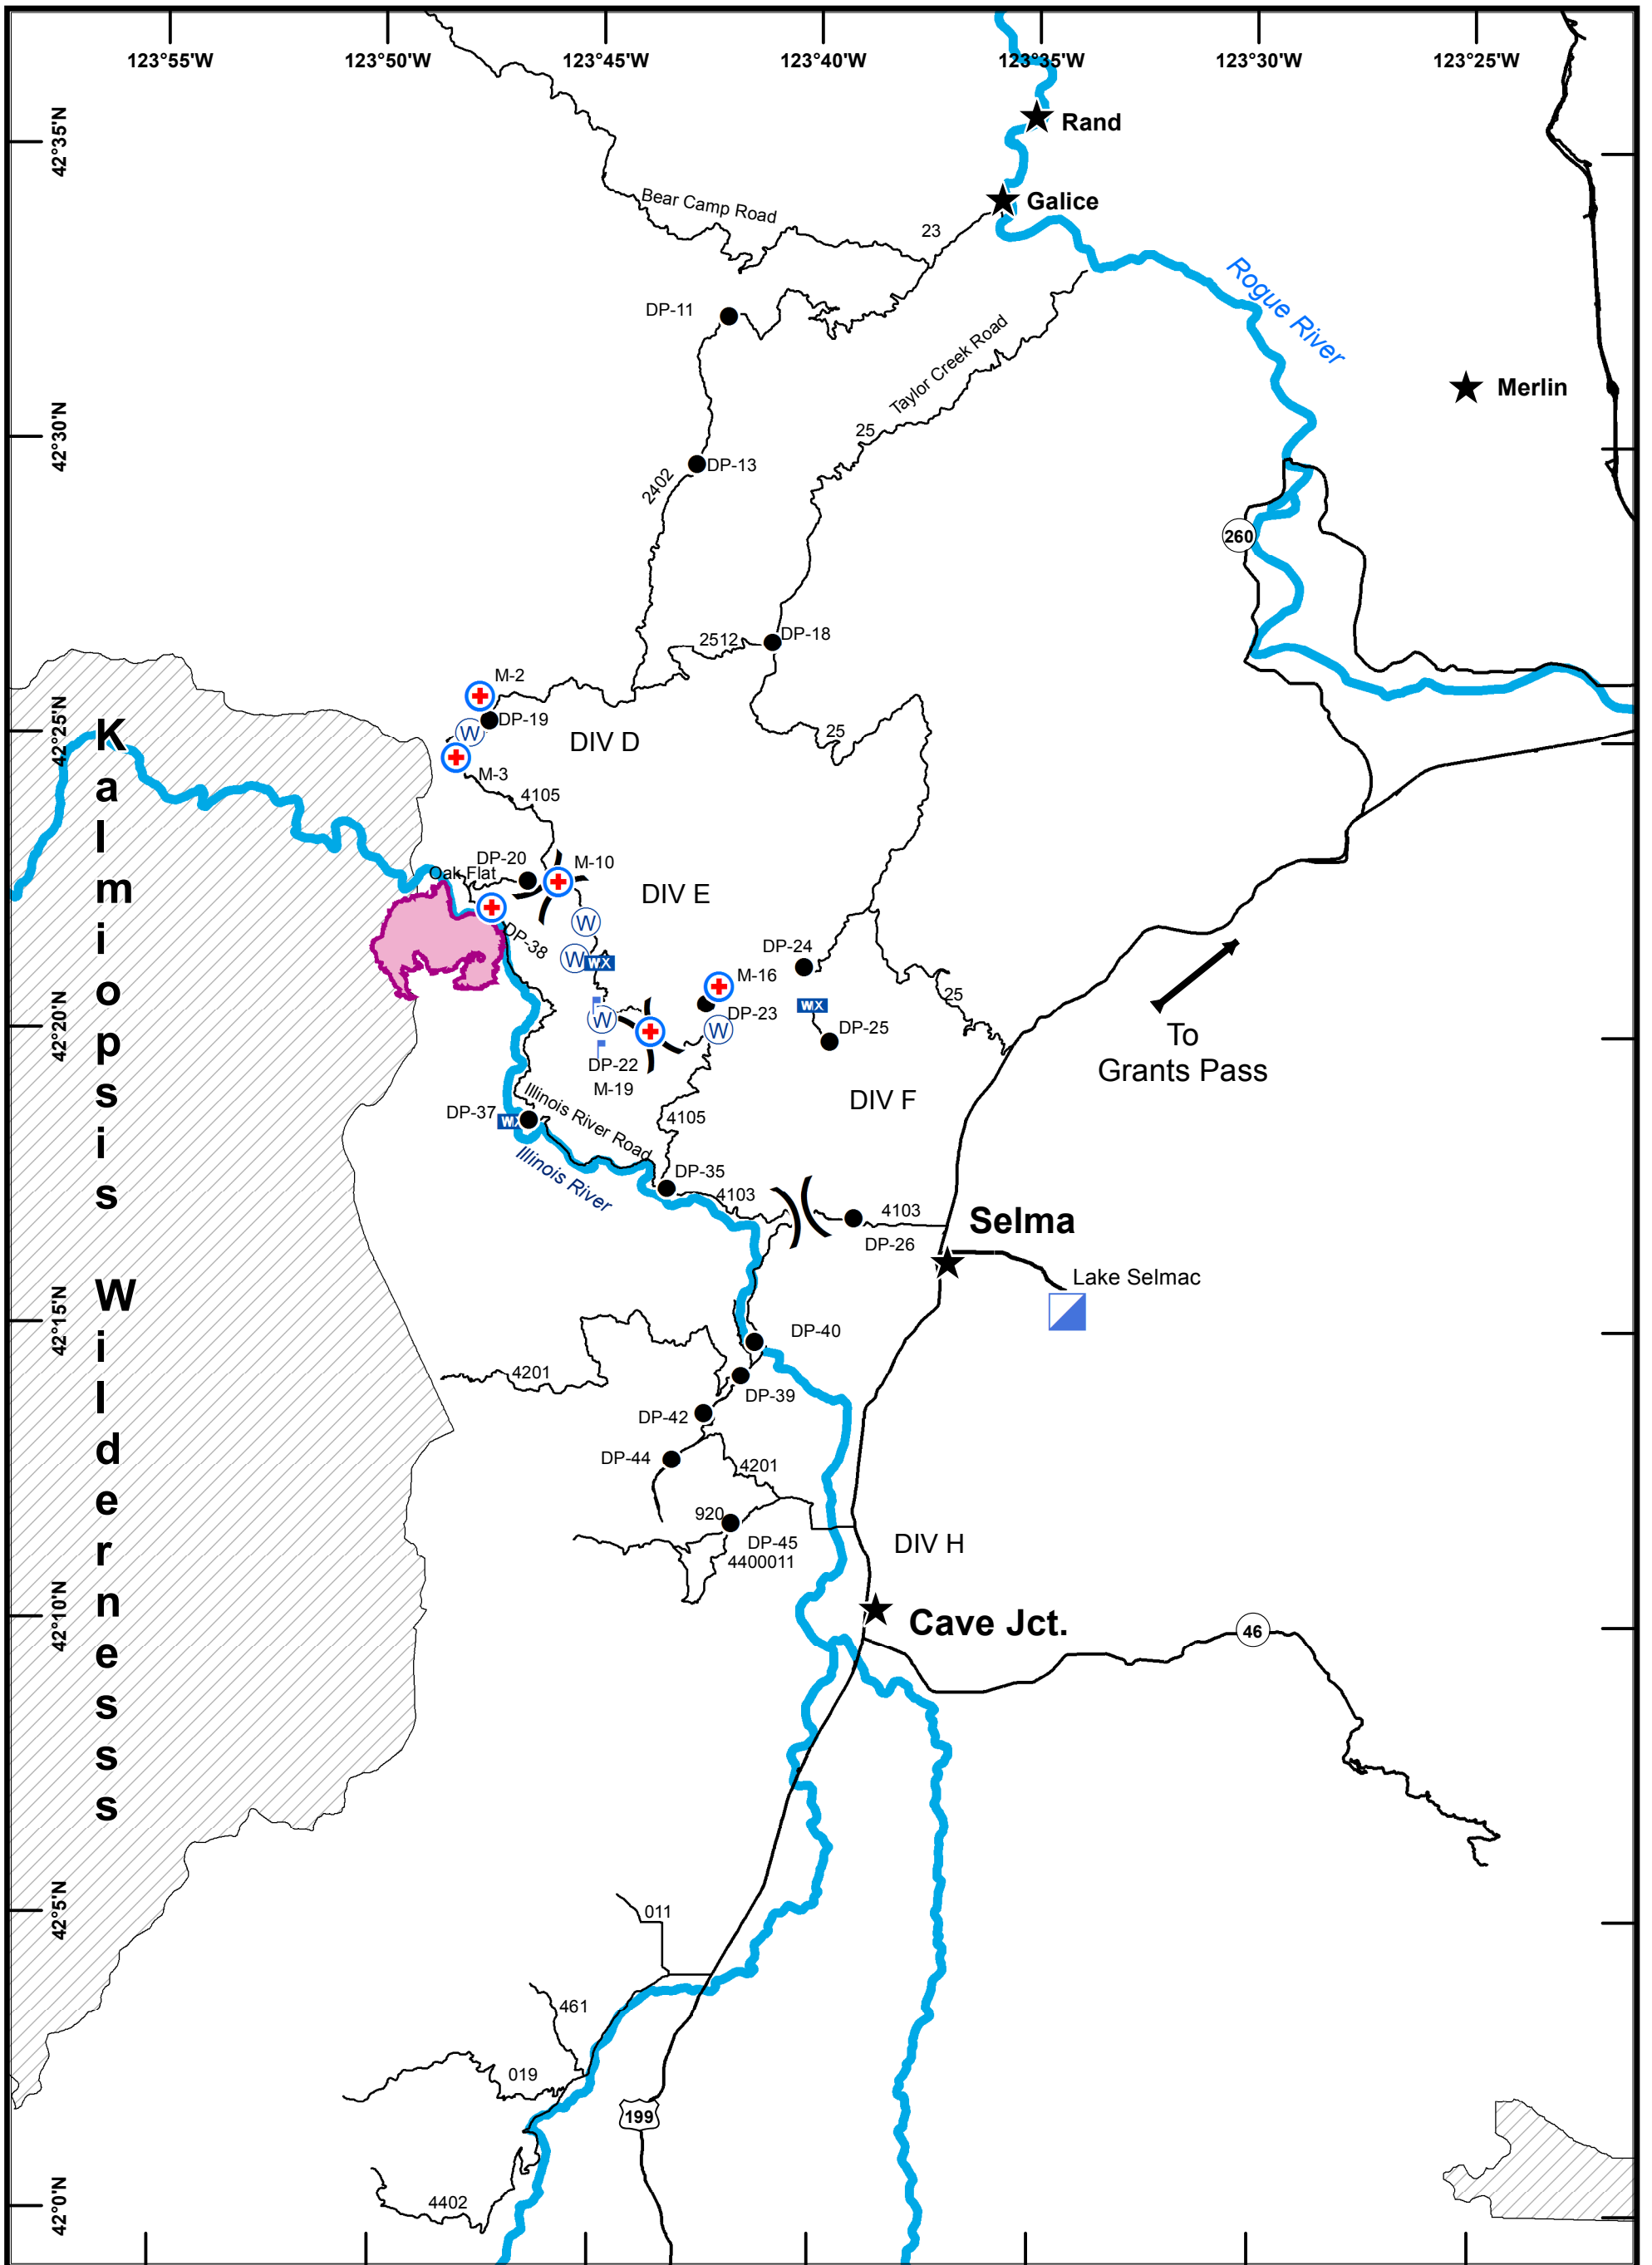 123°55'W
123°50'W
123°45'W
123°40'W
123°35'W
123°30'W
123°25'W
42°35'N
Rand
Galice
Bear Camp Road
23
Rogue River
DP-11
Taylor Creek Road
Merlin
25
42°30'N
DP-13
2402
260
DP-18
2512
M-2
DP-19
W
42°25'N
DIV D
25
M-3
4105
DP-20
M-10
Oak Flat
DIV E
W
DP-38
W
WX
DP-24
M-16
25
WX
DP-23
W
W
DP-25
42°20'N
To
Grants Pass
DP-22
M-19
DIV F
DP-37
WX
Illinois River Road
4105
Illinois River
DP-35
4103
4103
DP-26
Selma
Lake Selmac
42°15'N
DP-40
4201
DP-39
DP-42
DP-44
4201
920
DP-45
4400011
DIV H
42°10'N
Cave Jct.
46
Kalmiopsis Wilderness
42°5'N
011
461
019
199
42°0'N
4402